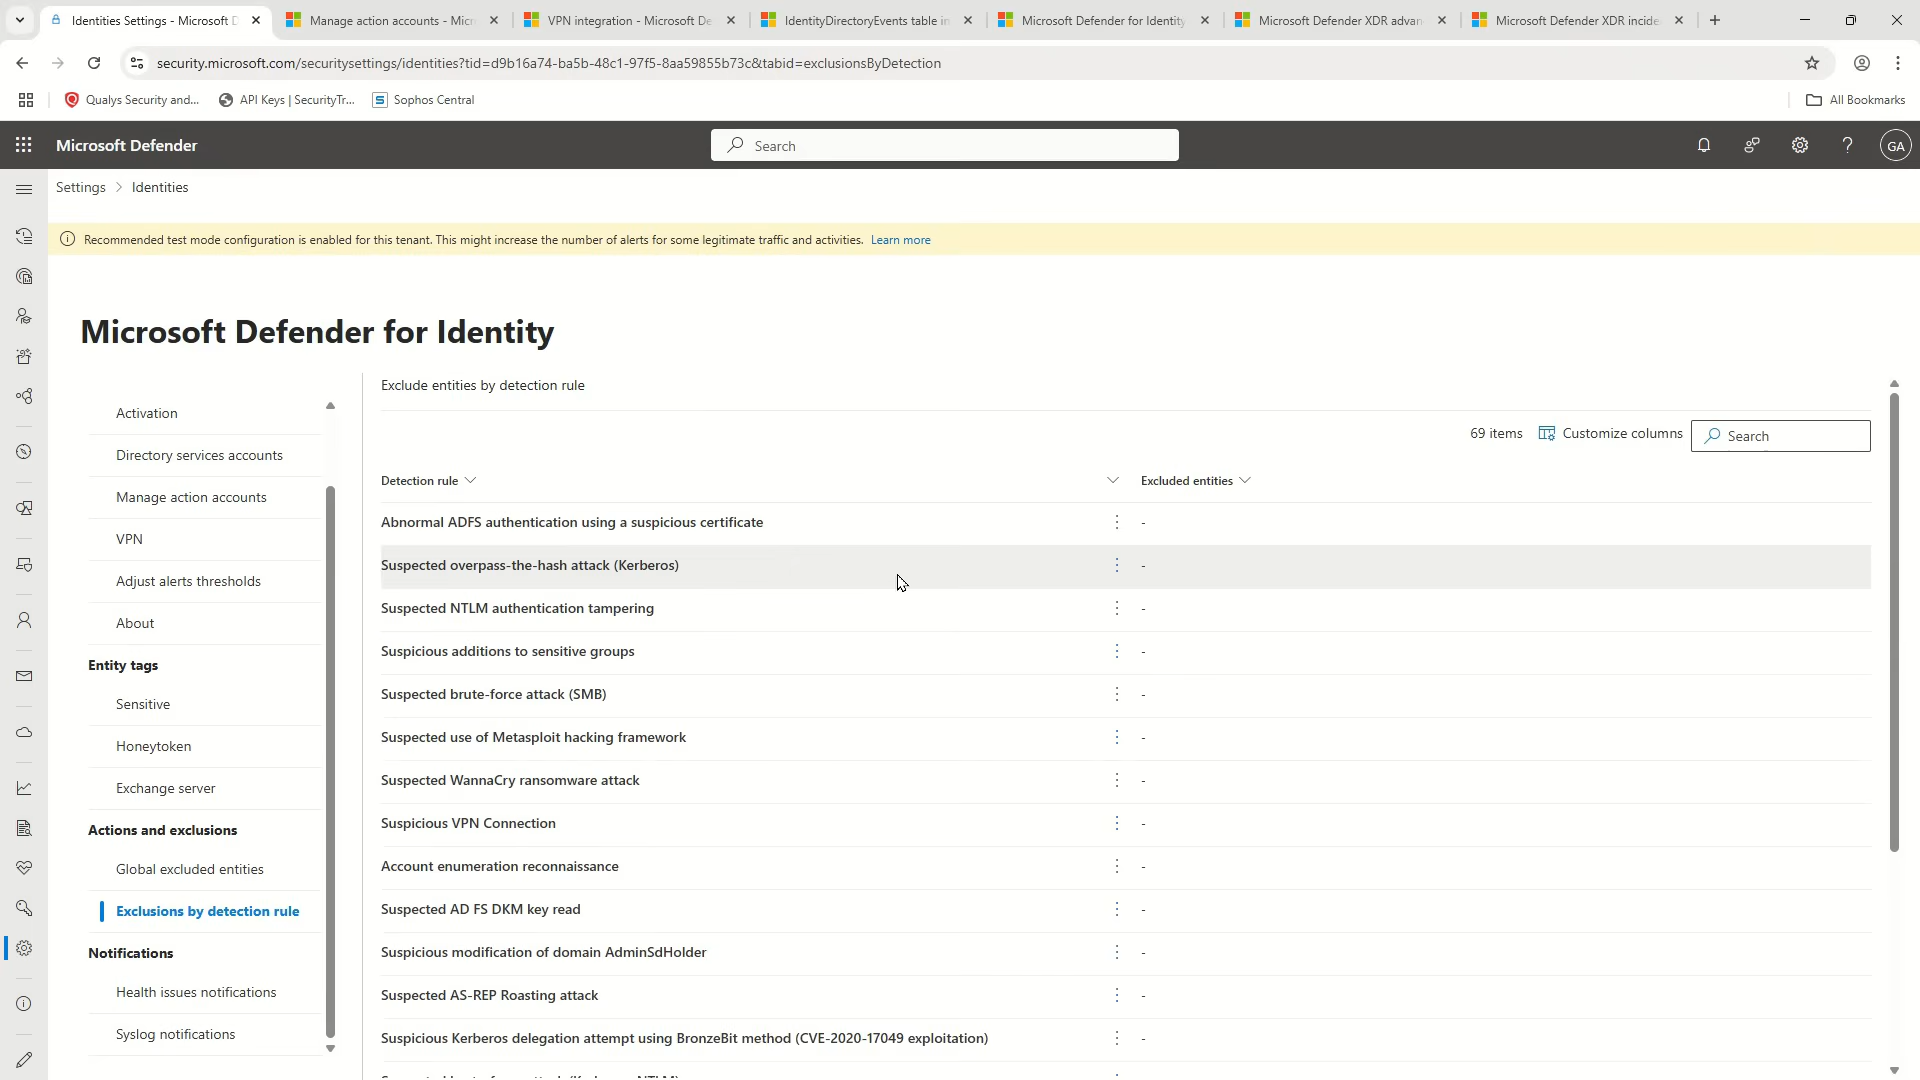 Identities Settings - Microsoft D
Manage action accounts - Micr
VPN integration - Microsoft De
IdentityDirectoryEvents table in
Microsoft Defender for Identity
Microsoft Defender XDR advan
Microsoft Defender XDR incide
security.microsoft.com/securitysettings/identities?tid=d9b16a74-ba5b-48c1-97f5-8aa59855b73c&tabid=exclusionsByDetection
Qualys Security and...
API Keys | SecurityTr...
S Sophos Central
All Bookmarks
Microsoft Defender
Search
GA
Settings > Identities
Recommended test mode configuration is enabled for this tenant. This might increase the number of alerts for some legitimate traffic and activities. Learn more
Microsoft Defender for Identity
Activation
Directory services accounts
Manage action accounts
VPN
Adjust alerts thresholds
About
Entity tags
Sensitive
Honeytoken
Exchange server
Actions and exclusions
Global excluded entities
Exclusions by detection rule
Notifications
Health issues notifications
Syslog notifications
Exclude entities by detection rule
69 items
Customize columns
Search
Detection rule
Excluded entities
Abnormal ADFS authentication using a suspicious certificate -
Suspected overpass-the-hash attack (Kerberos) -
Suspected NTLM authentication tampering -
Suspicious additions to sensitive groups -
Suspected brute-force attack (SMB) -
Suspected use of Metasploit hacking framework -
Suspected WannaCry ransomware attack -
Suspicious VPN Connection -
Account enumeration reconnaissance -
Suspected AD FS DKM key read -
Suspicious modification of domain AdminSdHolder -
Suspected AS-REP Roasting attack -
Suspicious Kerberos delegation attempt using BronzeBit method (CVE-2020-17049 exploitation) -